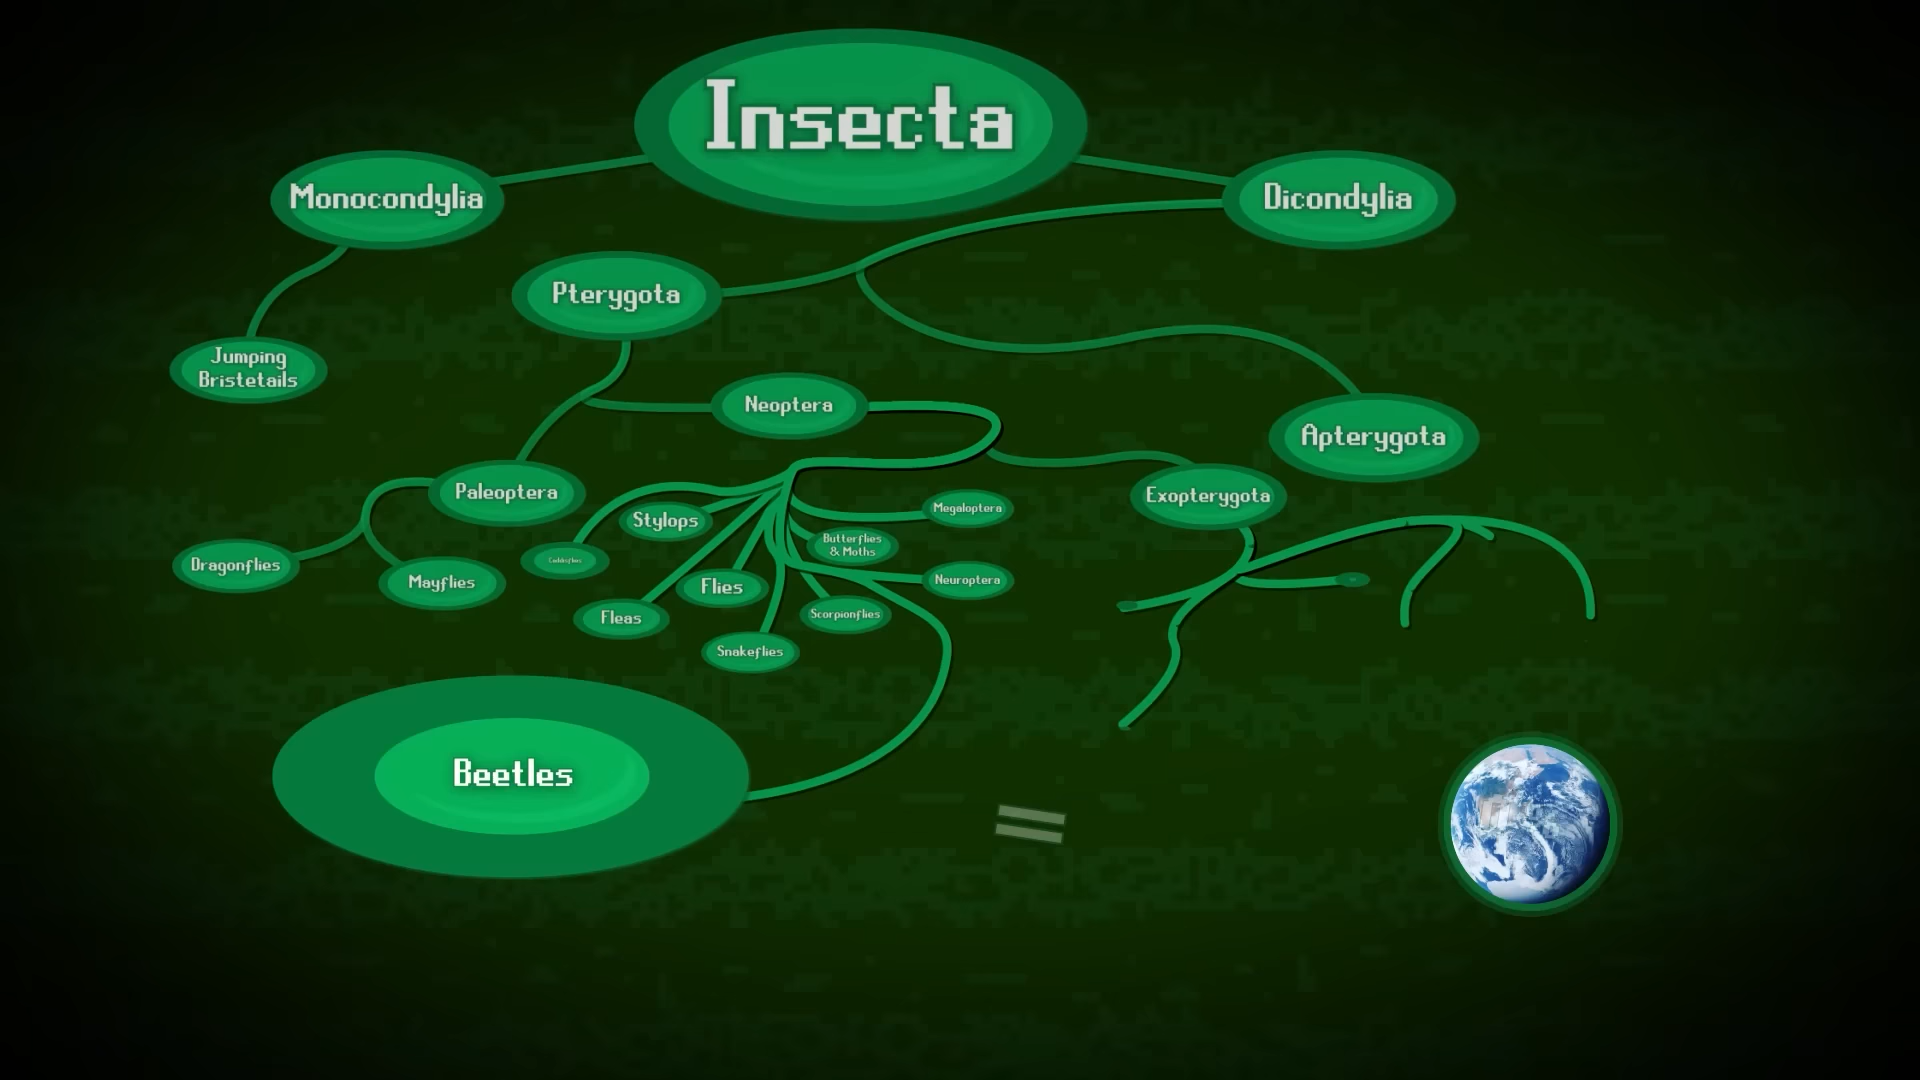 Insecta
Monocondylia
Dicondylia
Pterygota
Jumping
Bristetails
Neoptera
Apterygota
Paleoptera
Exopterygota
Stylops
Megaloptera
Butterflies
& Moths
Caddisflies
Dragonflies
Mayflies
Flies
Neuroptera
Fleas
Scorpionflies
Snakeflies
Beetles
=